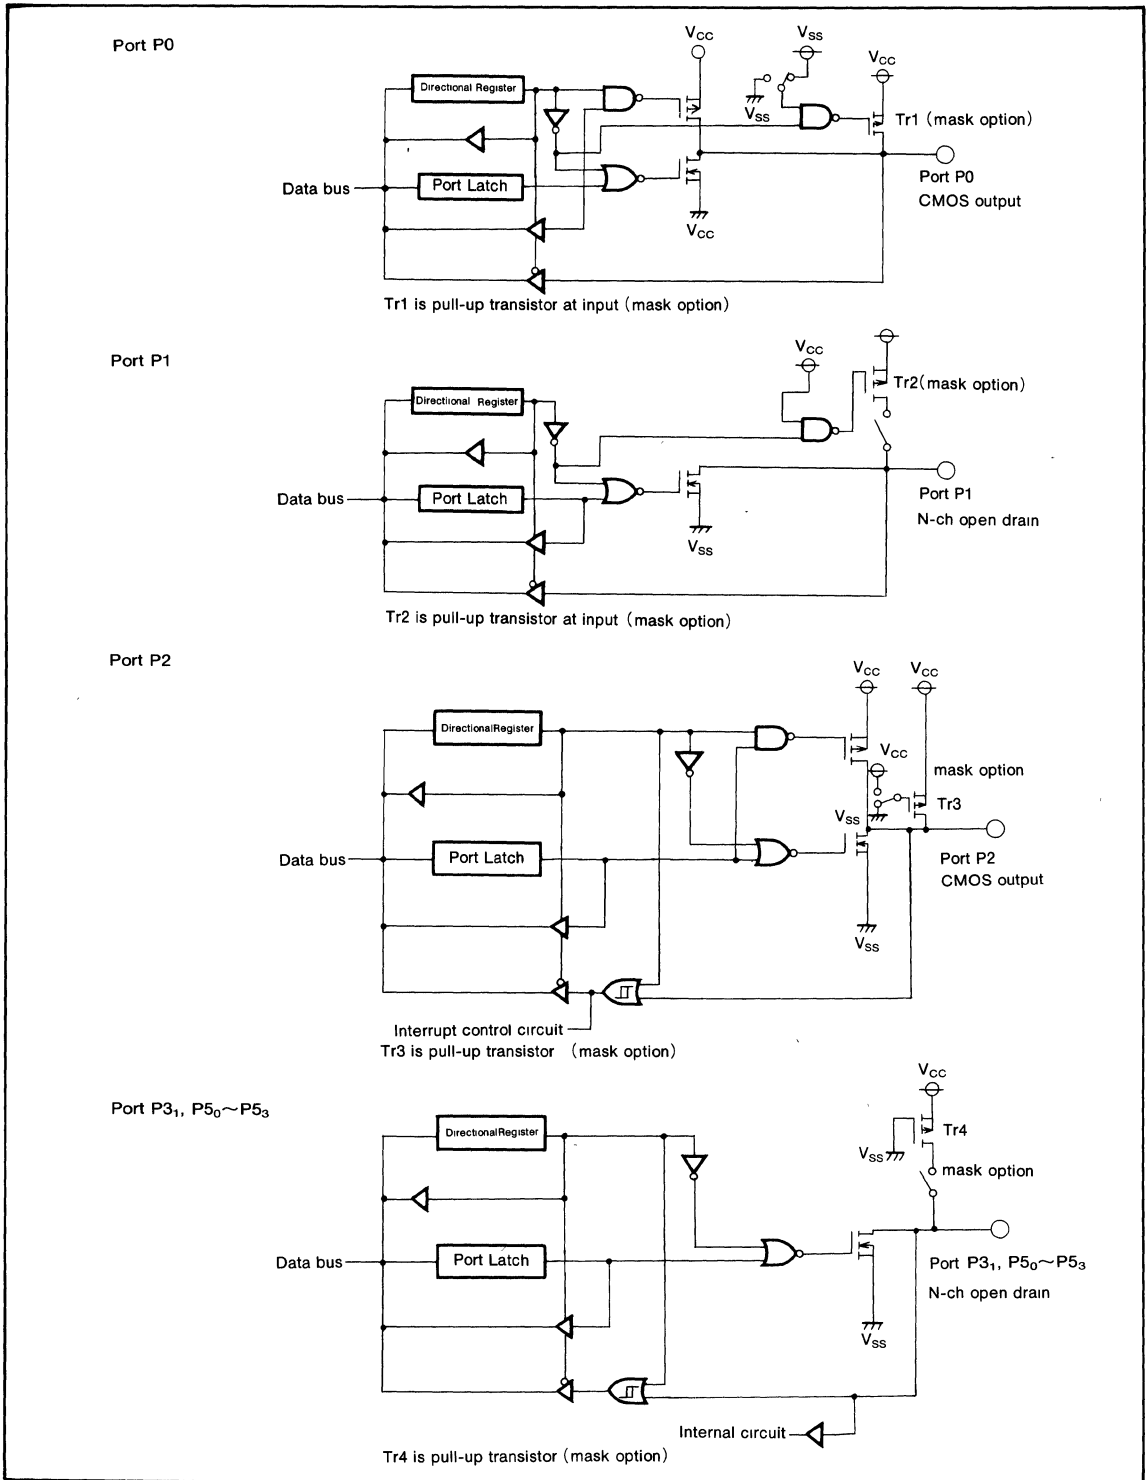 Port P0
VCC
VSS
VCC
Directional Register
VSS
Tr1 (mask option)
Data bus
Port Latch
Port P0
CMOS output
VCC
Tr1 is pull-up transistor at input (mask option)
Port P1
VCC
Directional Register
Tr2(mask option)
Data bus
Port Latch
Port P1
N-ch open drain
VSS
Tr2 is pull-up transistor at input (mask option)
Port P2
VCC
VCC
DirectionalRegister
VCC
mask option
Tr3
VSS
Data bus
Port Latch
Port P2
CMOS output
VSS
Interrupt control circuit
Tr3 is pull-up transistor (mask option)
VCC
Port P3₁, P5₀~P5₃
DirectionalRegister
Tr4
VSS
mask option
Data bus
Port Latch
Port P3₁, P5₀~P5₃
N-ch open drain
VSS
Internal circuit
Tr4 is pull-up transistor (mask option)